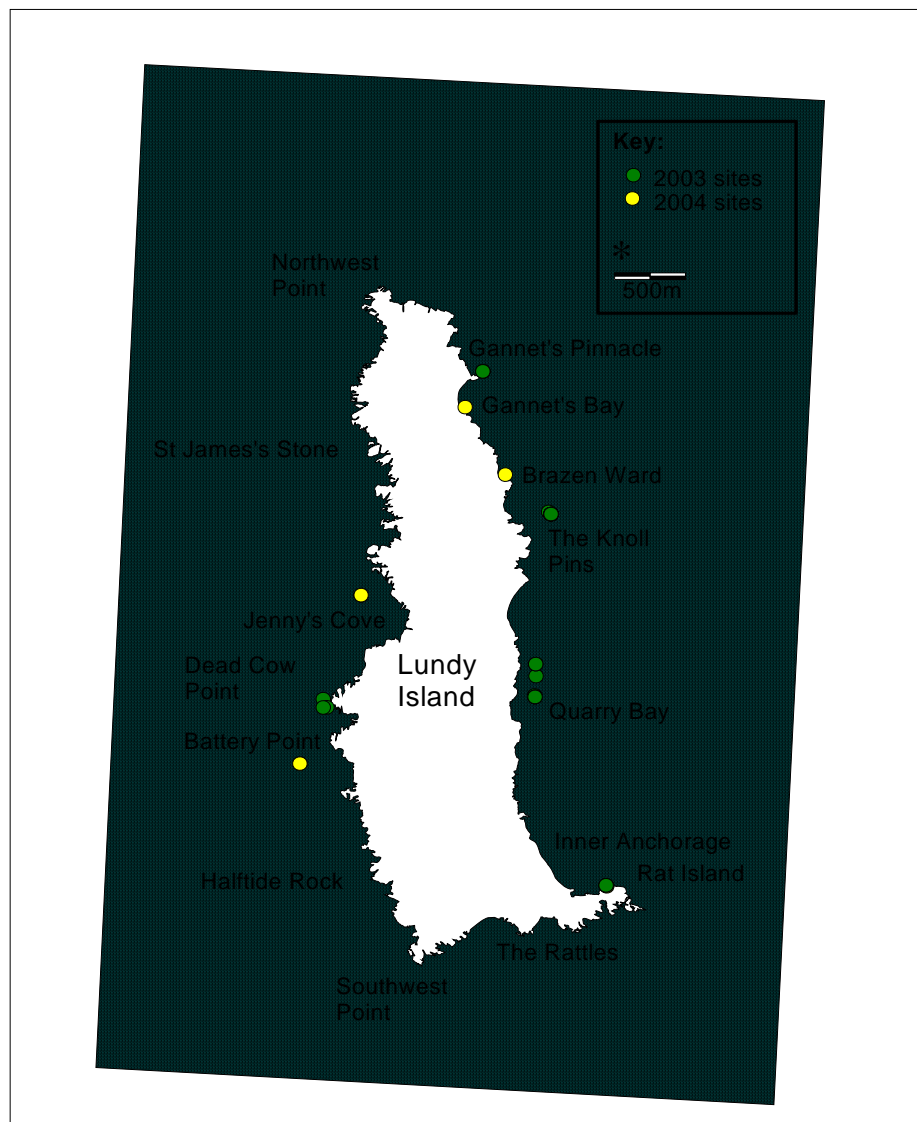 Key:
2003 sites
2004 sites
*
500m
Northwest
Point
Gannet's Pinnacle
Gannet's Bay
St James's Stone
Brazen Ward
The Knoll
Pins
Jenny's Cove
Lundy
Island
Dead Cow
Point
Quarry Bay
Battery Point
Inner Anchorage
Rat Island
Halftide Rock
The Rattles
Southwest
Point